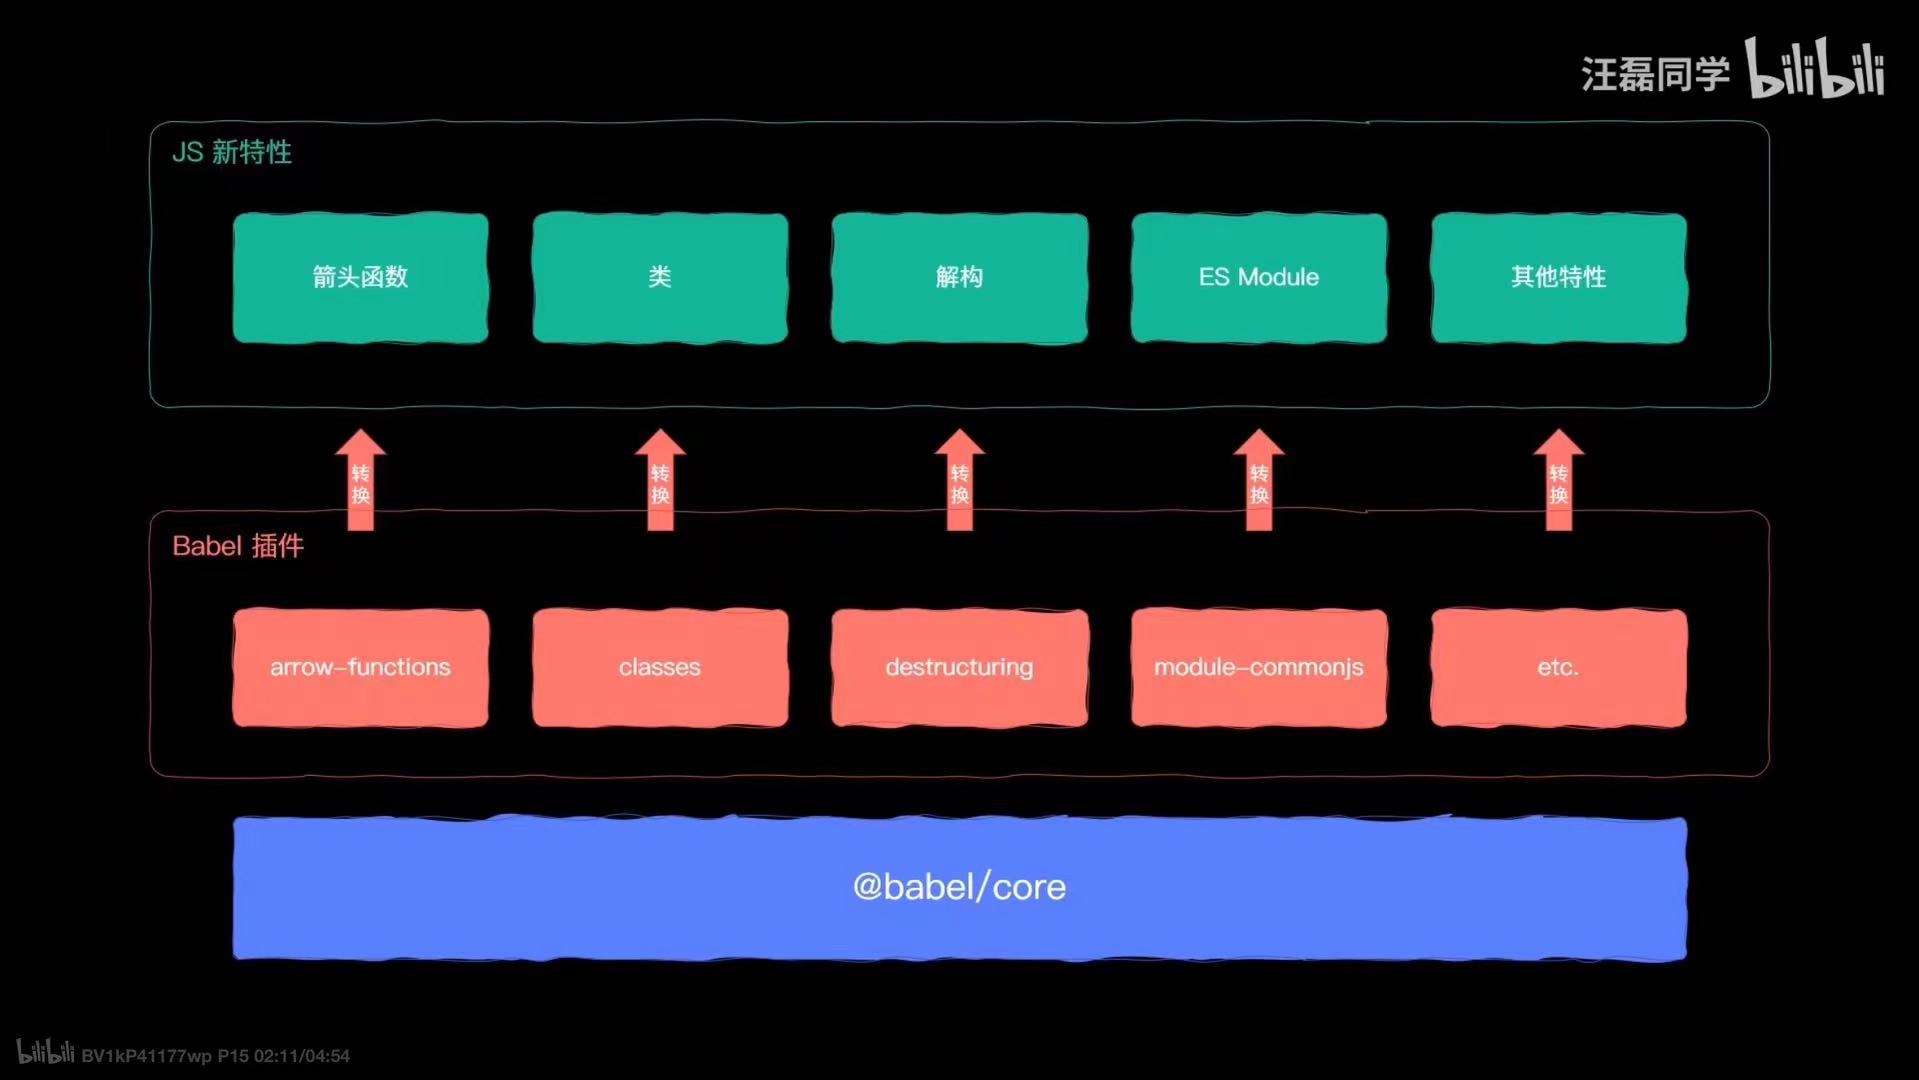 汪磊同学 bilibili
JS 新特性
箭头函数
类
解构
ES Module
其他特性
转换
转换
转换
转换
转换
Babel 插件
arrow-functions
classes
destructuring
module-commonjs
etc.
@babel/core
bilibili BV1kP41177wp P15 02:11/04:54